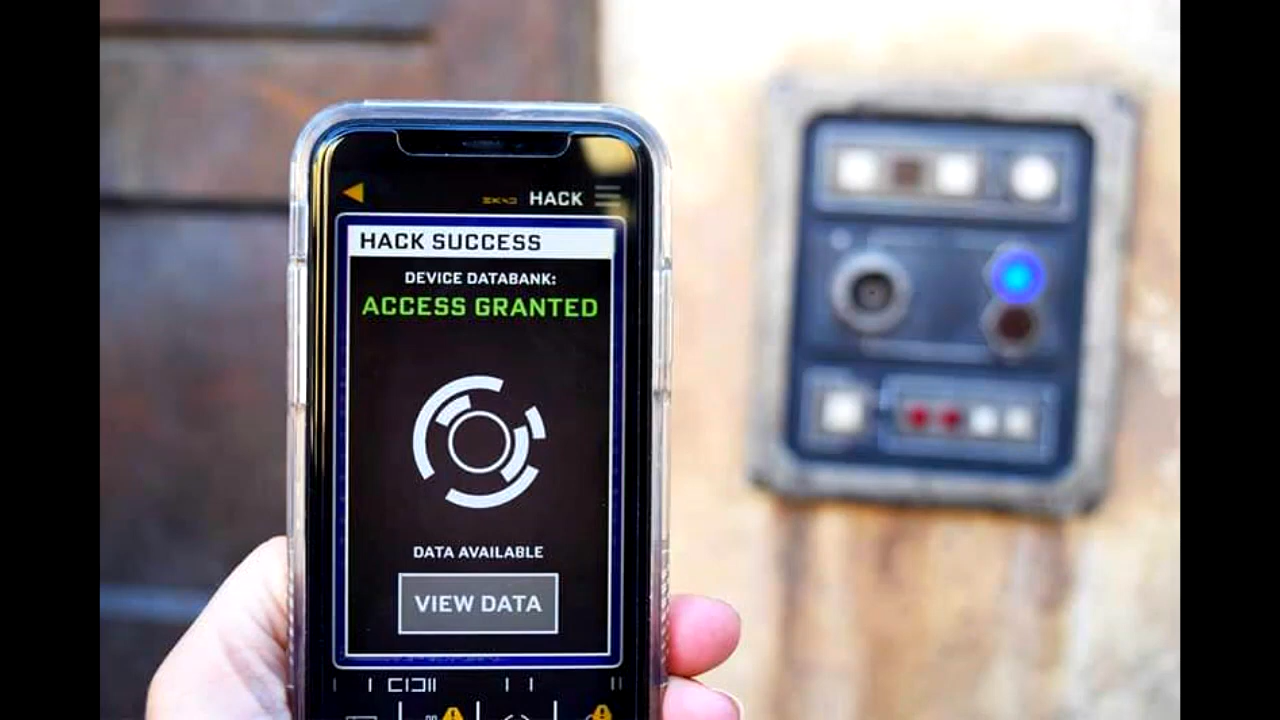 HACK
HACK SUCCESS
DEVICE DATABANK:
ACCESS GRANTED
DATA AVAILABLE
VIEW DATA